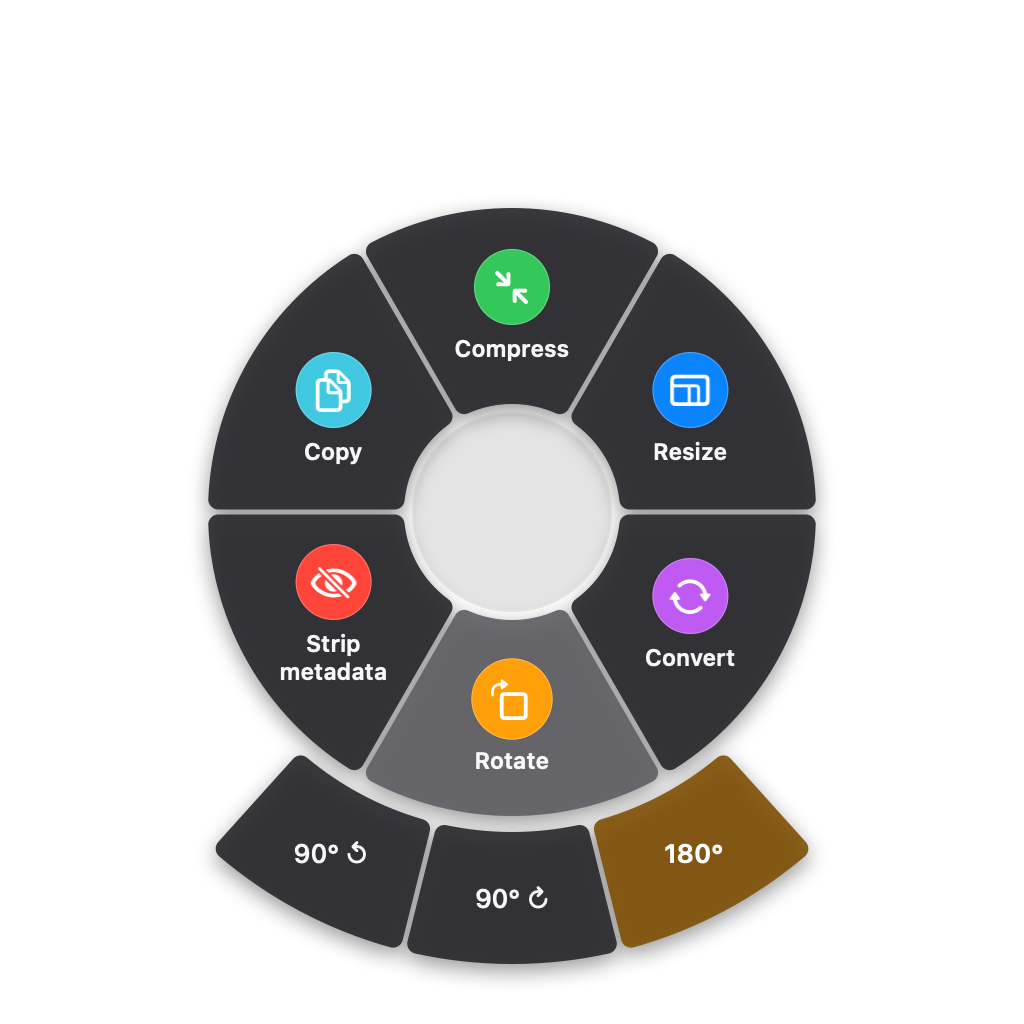 Compress
Copy
Resize
Strip
metadata
Convert
Rotate
90° ↺
90° ↻
180°